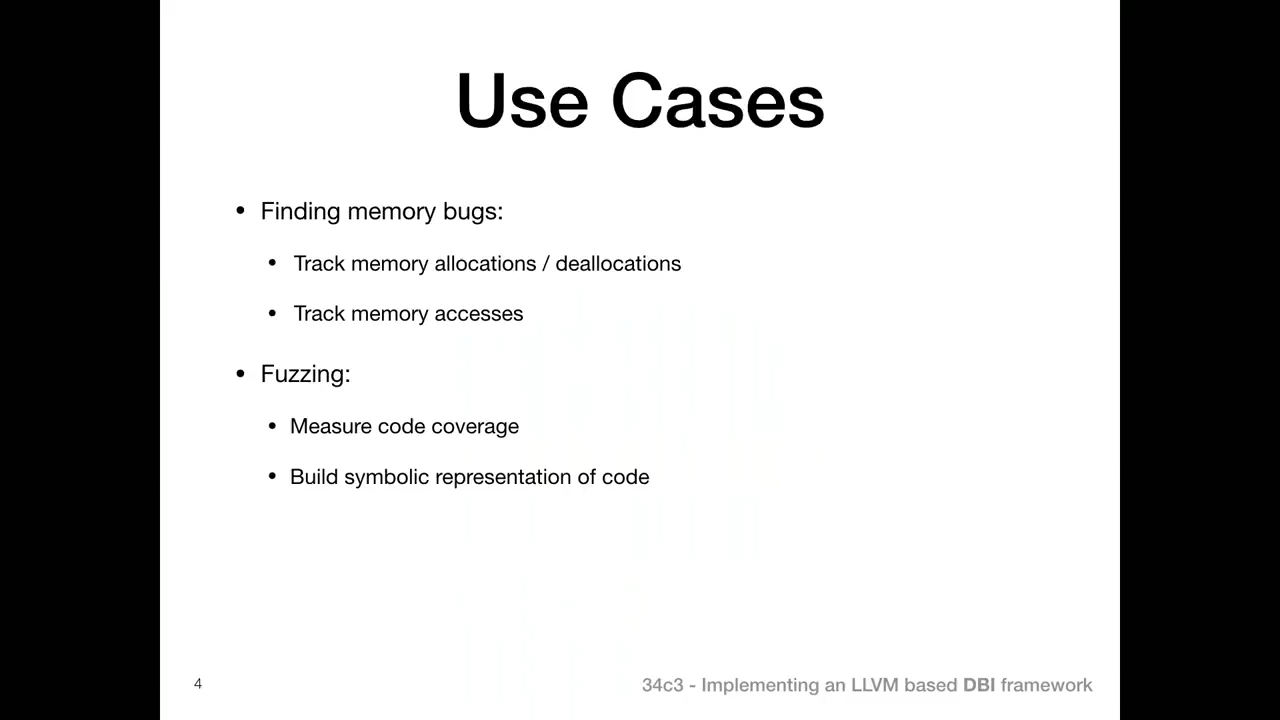 Use Cases
• Finding memory bugs:
• Track memory allocations / deallocations
• Track memory accesses
• Fuzzing:
• Measure code coverage
• Build symbolic representation of code
4
34c3 - Implementing an LLVM based DBI framework